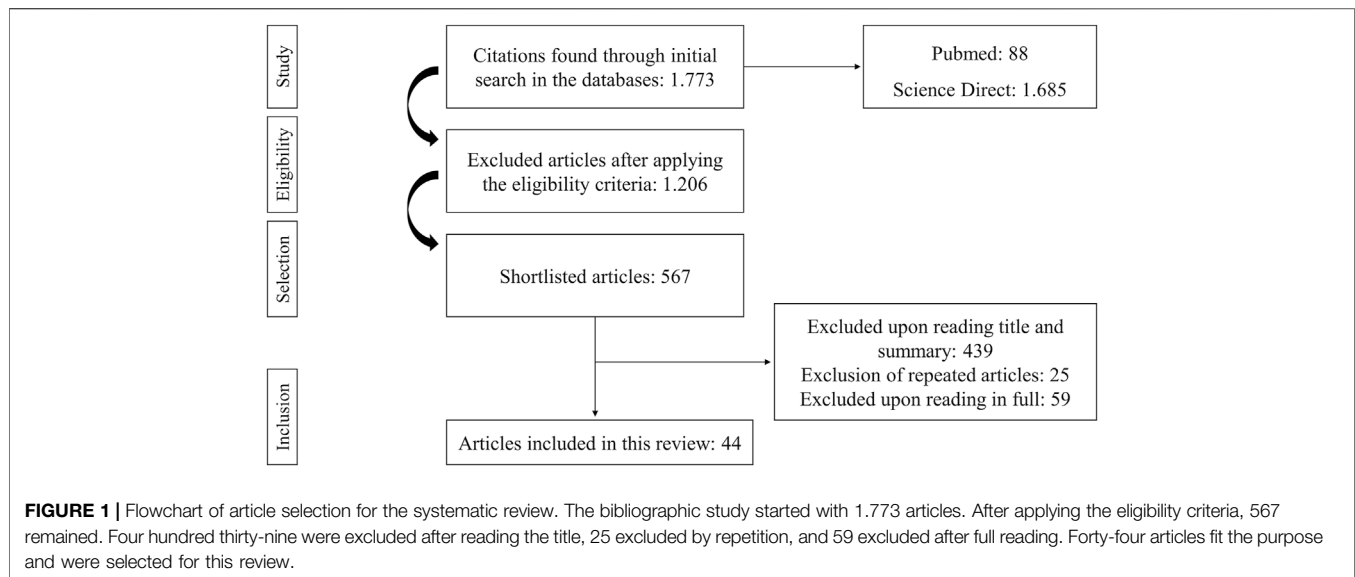 Study
Citations found through initial
search in the databases: 1.773
Pubmed: 88
Science Direct: 1.685
Eligibility
Excluded articles after applying
the eligibility criteria: 1.206
Selection
Shortlisted articles: 567
Excluded upon reading title and
summary: 439
Exclusion of repeated articles: 25
Excluded upon reading in full: 59
Inclusion
Articles included in this review: 44
FIGURE 1 | Flowchart of article selection for the systematic review. The bibliographic study started with 1.773 articles. After applying the eligibility criteria, 567
remained. Four hundred thirty-nine were excluded after reading the title, 25 excluded by repetition, and 59 excluded after full reading. Forty-four articles fit the purpose
and were selected for this review.